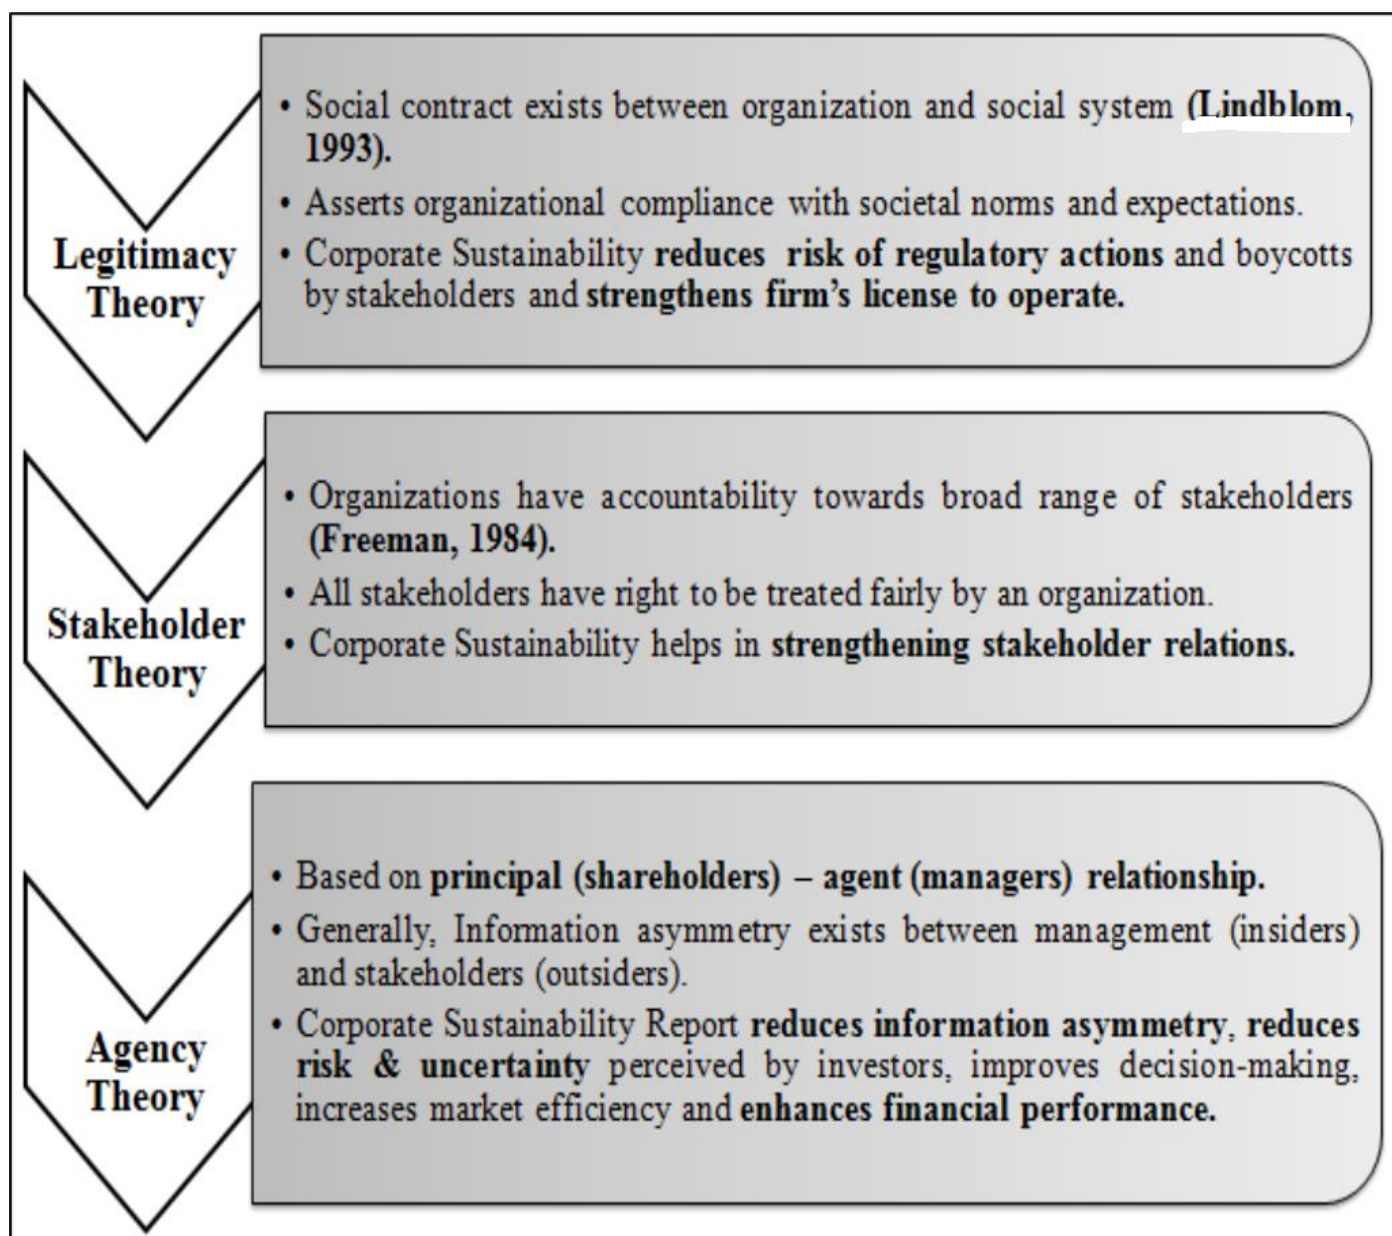 • Social contract exists between organization and social system (Lindblom,
1993).
• Asserts organizational compliance with societal norms and expectations.
• Corporate Sustainability reduces risk of regulatory actions and boycotts
by stakeholders and strengthens firm's license to operate.
Legitimacy
Theory
• Organizations have accountability towards broad range of stakeholders
(Freeman, 1984).
• All stakeholders have right to be treated fairly by an organization.
• Corporate Sustainability helps in strengthening stakeholder relations.
Stakeholder
Theory
• Based on principal (shareholders) – agent (managers) relationship.
• Generally, Information asymmetry exists between management (insiders)
and stakeholders (outsiders).
• Corporate Sustainability Report reduces information asymmetry, reduces
risk & uncertainty perceived by investors, improves decision-making,
increases market efficiency and enhances financial performance.
Agency
Theory